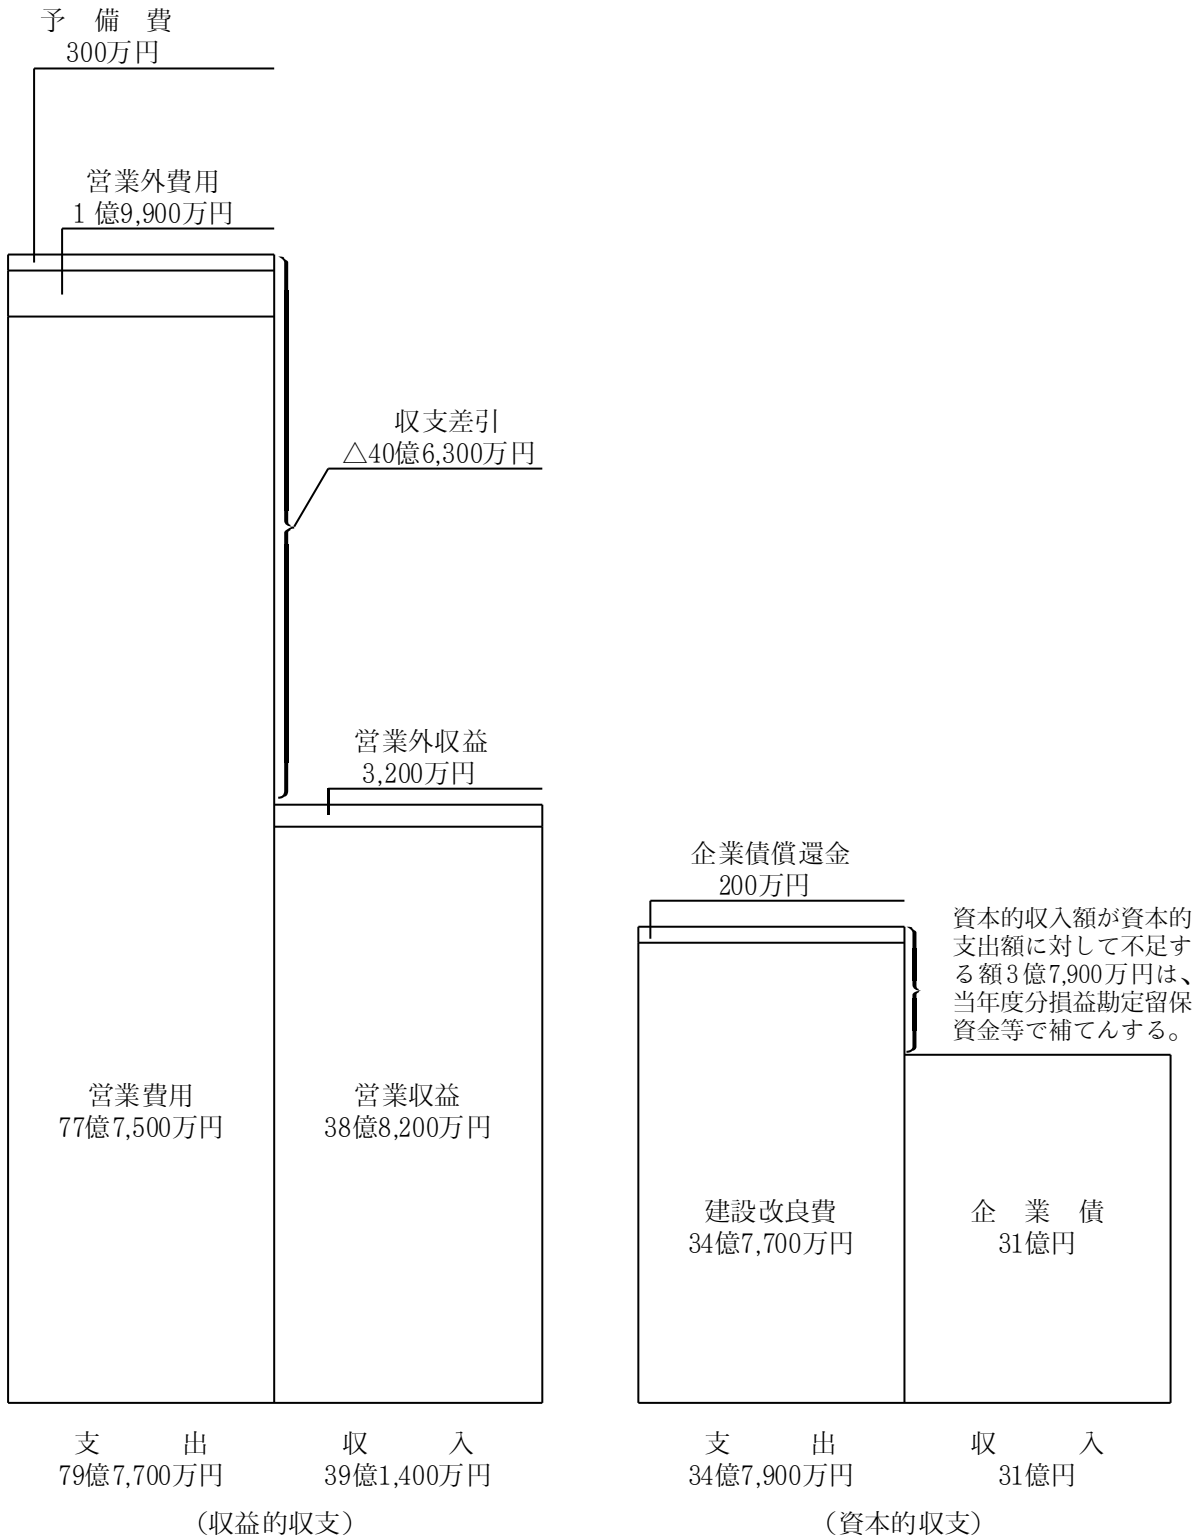 予備費
300万円
営業外費用
1億9,900万円
収支差引
△40億6,300万円
営業外収益
3,200万円
営業費用
77億7,500万円
営業収益
38億8,200万円
支出
79億7,700万円
収入
39億1,400万円
(収益的収支)
企業債償還金
200万円
資本的収入額が資本的
支出額に対して不足す
る額3億7,900万円は、
当年度分損益勘定留保
資金等で補てんする。
建設改良費
34億7,700万円
企業債
31億円
支出
34億7,900万円
収入
31億円
(資本的収支)